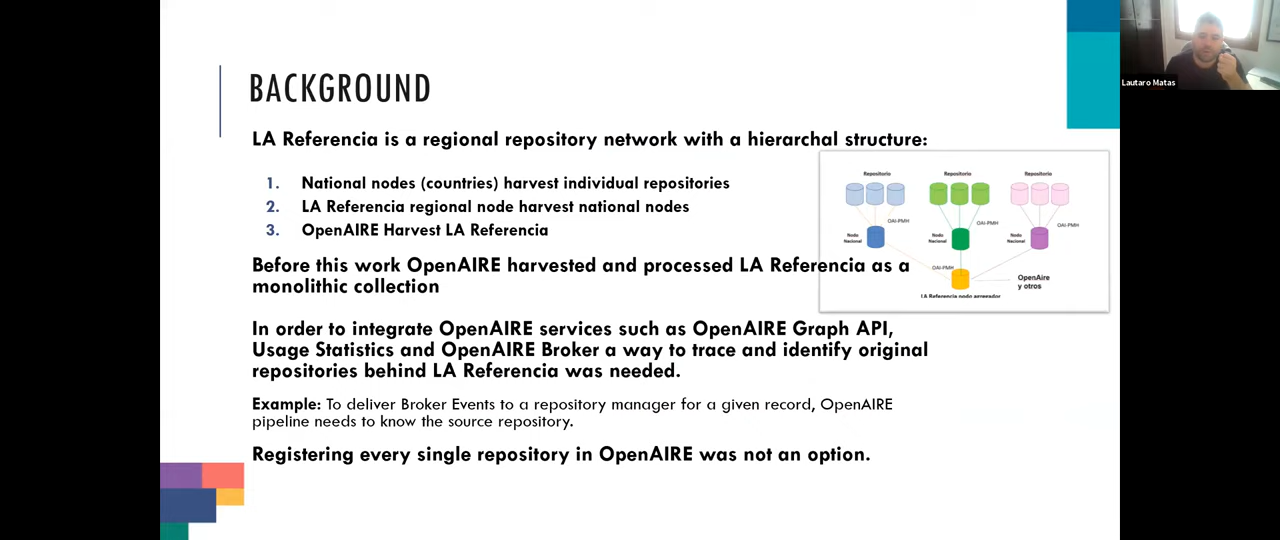 BACKGROUND
LA Referencia is a regional repository network with a hierarchal structure:
1. National nodes (countries) harvest individual repositories
2. LA Referencia regional node harvest national nodes
3. OpenAIRE Harvest LA Referencia
Before this work OpenAIRE harvested and processed LA Referencia as a
monolithic collection
In order to integrate OpenAIRE services such as OpenAIRE Graph API,
Usage Statistics and OpenAIRE Broker a way to trace and identify original
repositories behind LA Referencia was needed.
Example: To deliver Broker Events to a repository manager for a given record, OpenAIRE
pipeline needs to know the source repository.
Registering every single repository in OpenAIRE was not an option.
Repositorio
Repositorio
Repositorio
OAI-PMH
OAI-PMH
OAI-PMH
Nodo
Nacional
Nodo
Nacional
Nodo
Nacional
OAI-PMH
OpenAire
y otros
LA Referencia nodo agregador
Lautaro Matas